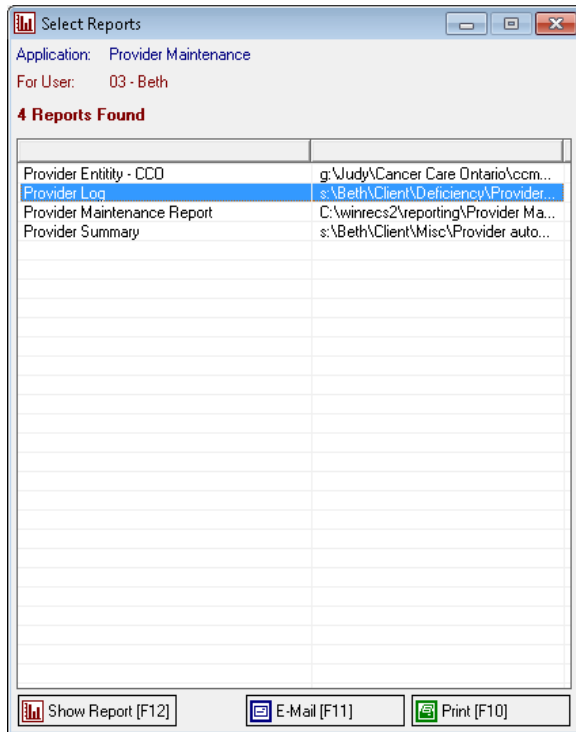 Select Reports
Application: Provider Maintenance
For User: 03 - Beth
4 Reports Found
Provider Entitity - CCO g:\Judy\Cancer Care Ontario\ccm...
Provider Log s:\Beth\Client\Deficiency\Provider...
Provider Maintenance Report C:\winrecs2\reporting\Provider Ma...
Provider Summary s:\Beth\Client\Misc\Provider auto...
Show Report [F12] E-Mail [F11] Print [F10]